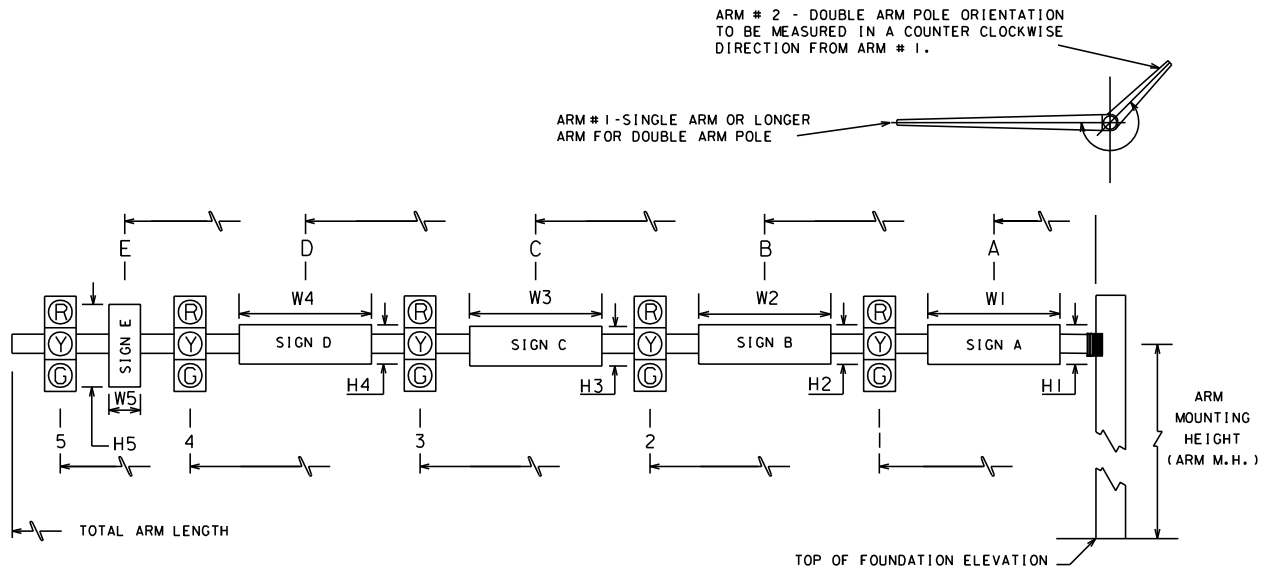 ARM # 2 - DOUBLE ARM POLE ORIENTATION
TO BE MEASURED IN A COUNTER CLOCKWISE
DIRECTION FROM ARM # 1.
ARM # 1 - SINGLE ARM OR LONGER
ARM FOR DOUBLE ARM POLE
E
D
C
B
A
W4
W3
W2
W1
R
R
R
R
R
SIGN E
Y
Y
SIGN D
Y
SIGN C
Y
SIGN B
Y
SIGN A
G
G
G
G
G
H4
H3
H2
H1
W5
H5
5
4
3
2
1
ARM
MOUNTING
HEIGHT
(ARM M.H.)
TOTAL ARM LENGTH
TOP OF FOUNDATION ELEVATION